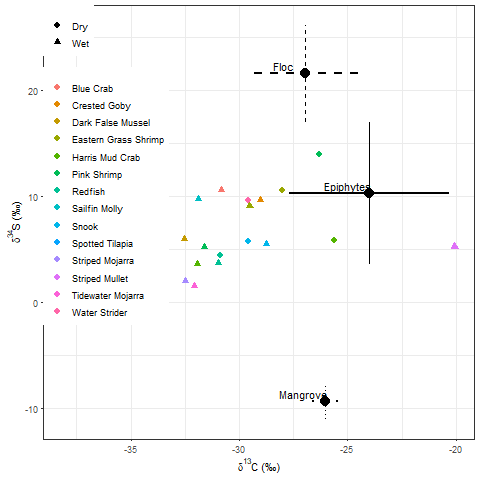 Dry
Wet
Blue Crab
Crested Goby
Dark False Mussel
Eastern Grass Shrimp
Harris Mud Crab
Pink Shrimp
Redfish
Sailfin Molly
Snook
Spotted Tilapia
Striped Mojarra
Striped Mullet
Tidewater Mojarra
Water Strider
Floc
Epiphytes
Mangrove
20
10
0
-10
δ³⁴S (‰)
-35
-30
-25
-20
δ¹³C (‰)